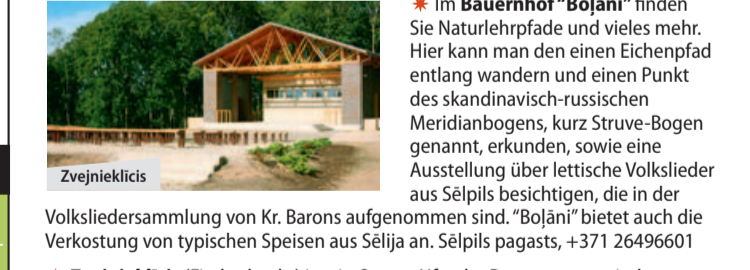 ✷ Im Bauernhof “Boļāni” finden
Sie Naturlehrpfade und vieles mehr.
Hier kann man den einen Eichenpfad
entlang wandern und einen Punkt
des skandinavisch-russischen
Meridianbogens, kurz Struve-Bogen
genannt, erkunden, sowie eine
Ausstellung über lettische Volkslieder
aus Sēlpils besichtigen, die in der
Zvejnieklīcis
Volksliedersammlung von Kr. Barons aufgenommen sind. “Boļāni” bietet auch die
Verkostung von typischen Speisen aus Sēlija an. Sēlpils pagasts, +371 26496601